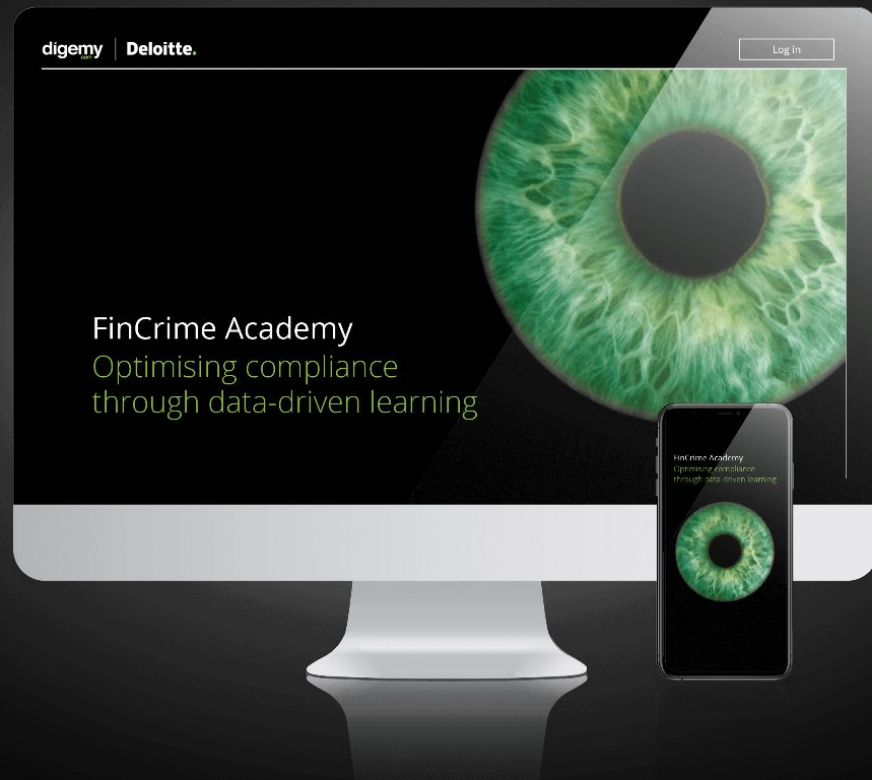 digemy
.com
Deloitte.
Log in
FinCrime Academy
Optimising compliance
through data-driven learning
FinCrime Academy
Optimising compliance
through data-driven learning